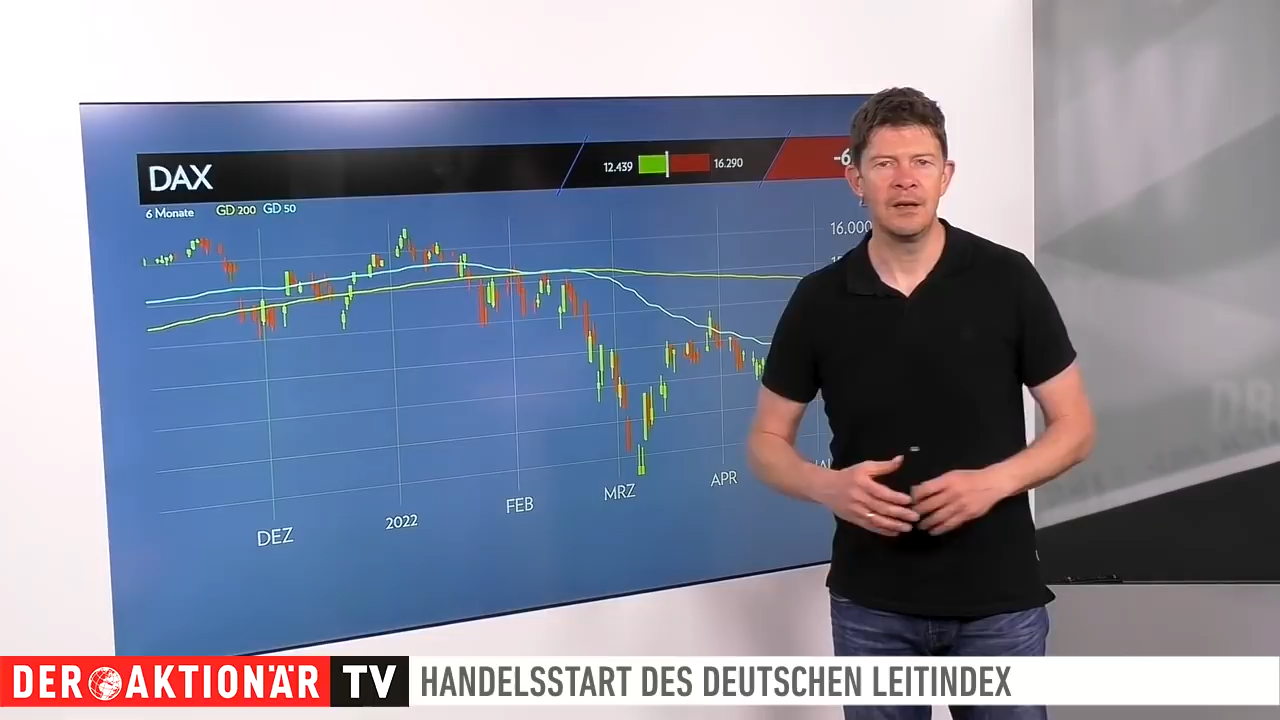 DAX
12.439
16.290
-6
6 Monate GD 200 GD 50
16.000
DEZ
2022
FEB
MRZ
APR
DER AKTIONÄR TV HANDELSSTART DES DEUTSCHEN LEITINDEX